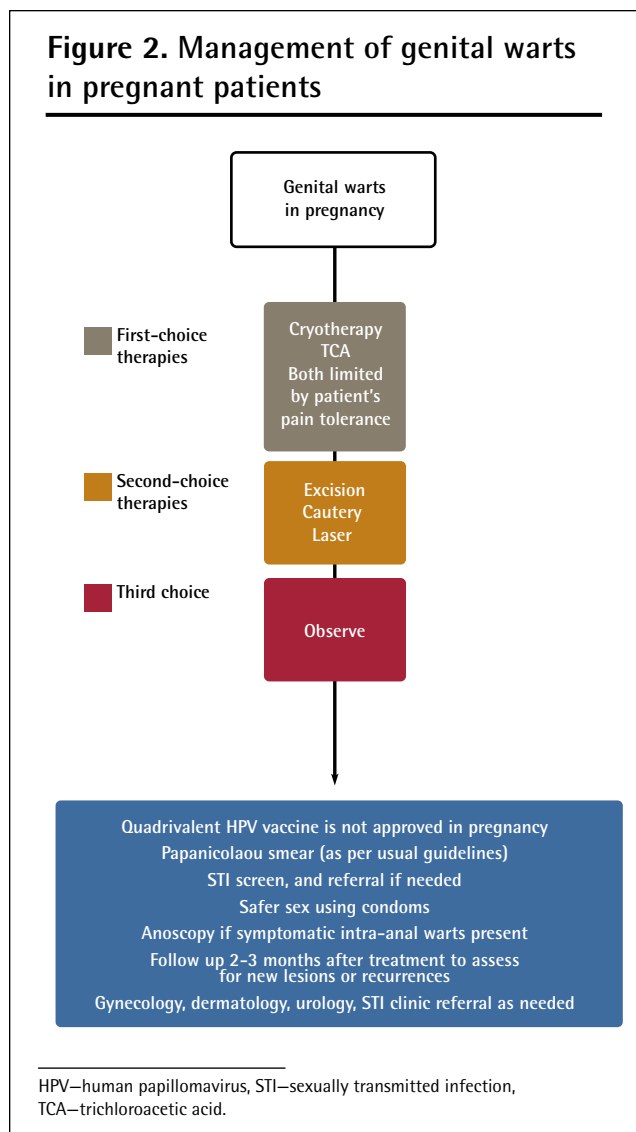 Figure 2. Management of genital warts
in pregnant patients
Genital warts
in pregnancy
First-choice
therapies
Cryotherapy
TCA
Both limited
by patient's
pain tolerance
Second-choice
therapies
Excision
Cautery
Laser
Third choice
Observe
Quadrivalent HPV vaccine is not approved in pregnancy
Papanicolaou smear (as per usual guidelines)
STI screen, and referral if needed
Safer sex using condoms
Anoscopy if symptomatic intra-anal warts present
Follow up 2-3 months after treatment to assess
for new lesions or recurrences
Gynecology, dermatology, urology, STI clinic referral as needed
HPV—human papillomavirus, STI—sexually transmitted infection,
TCA—trichloroacetic acid.